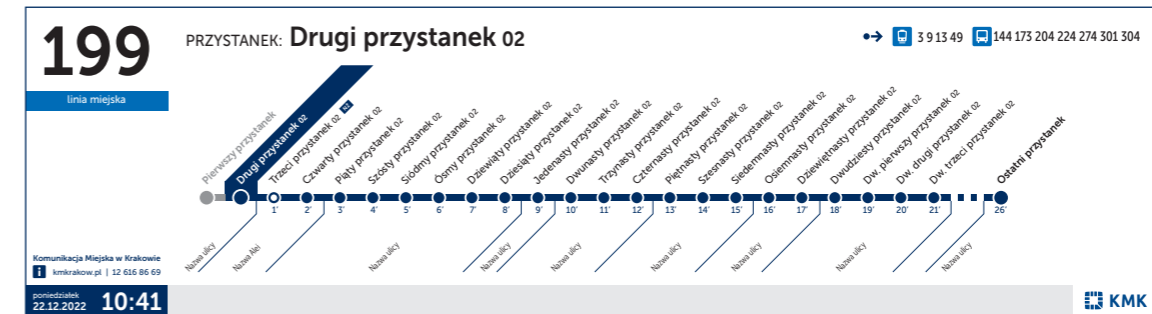 199
linia miejska
PRZYSTANEK: Drugi przystanek 02
3 9 13 49 144 173 204 224 274 301 304
Pierwszy przystanek
Drugi przystanek 02
Trzeci przystanek 02
Czwarty przystanek 02
Piąty przystanek 02
Szósty przystanek 02
Siódmy przystanek 02
Ósmy przystanek 02
Dziewiąty przystanek 02
Dziesiąty przystanek 02
Jedenasty przystanek 02
Dwunasty przystanek 02
Trzynasty przystanek 02
Czternasty przystanek 02
Piętnasty przystanek 02
Szesnasty przystanek 02
Siedemnasty przystanek 02
Osiemnasty przystanek 02
Dziewiętnasty przystanek 02
Dwudziesty przystanek 02
Dw. pierwszy przystanek 02
Dw. drugi przystanek 02
Dw. trzeci przystanek 02
Ostatni przystanek
1' 2' 3' 4' 5' 6' 7' 8' 9' 10' 11' 12' 13' 14' 15' 16' 17' 18' 19' 20' 21' 26'
Nazwa ulicy
Nazwa Alei
Nazwa ulicy
Nazwa ulicy
Nazwa ulicy
Nazwa ulicy
Nazwa ulicy
Nazwa ulicy
Nazwa ulicy
Nazwa ulicy
Komunikacja Miejska w Krakowie
kmkrakow.pl | 12 616 86 69
poniedziałek
22.12.2022
10:41
KMK